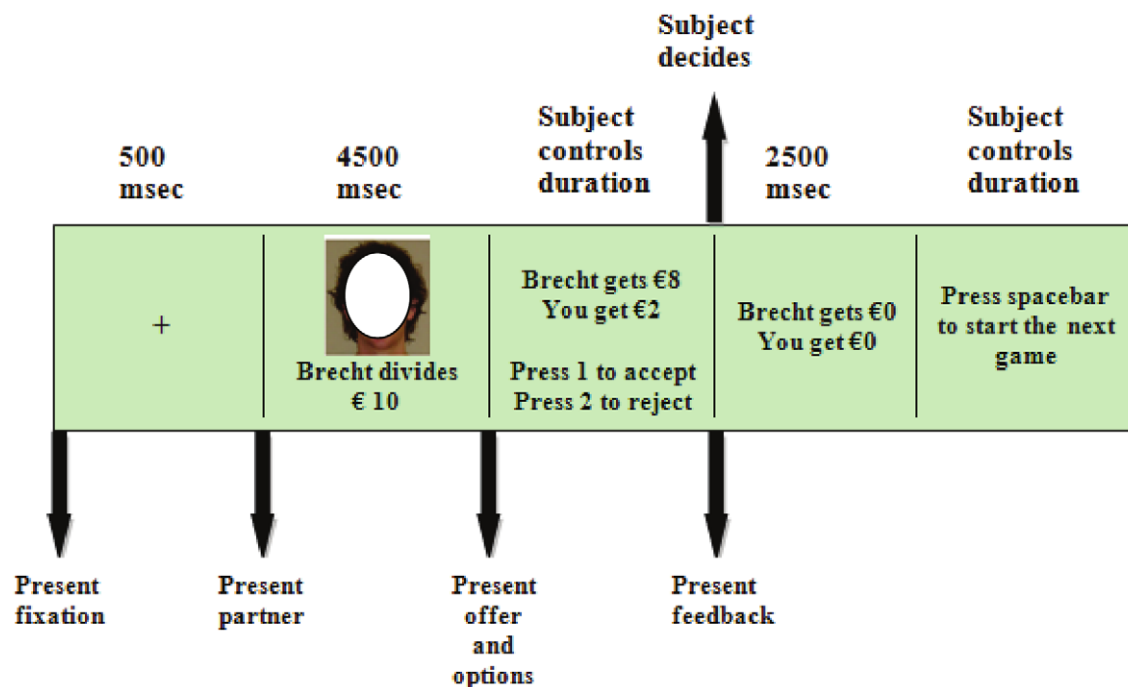 Subject
decides
500
msec
4500
msec
Subject
controls
duration
2500
msec
Subject
controls
duration
+
Brecht divides
€ 10
Brecht gets €8
You get €2
Press 1 to accept
Press 2 to reject
Brecht gets €0
You get €0
Press spacebar
to start the next
game
Present
fixation
Present
partner
Present
offer
and
options
Present
feedback